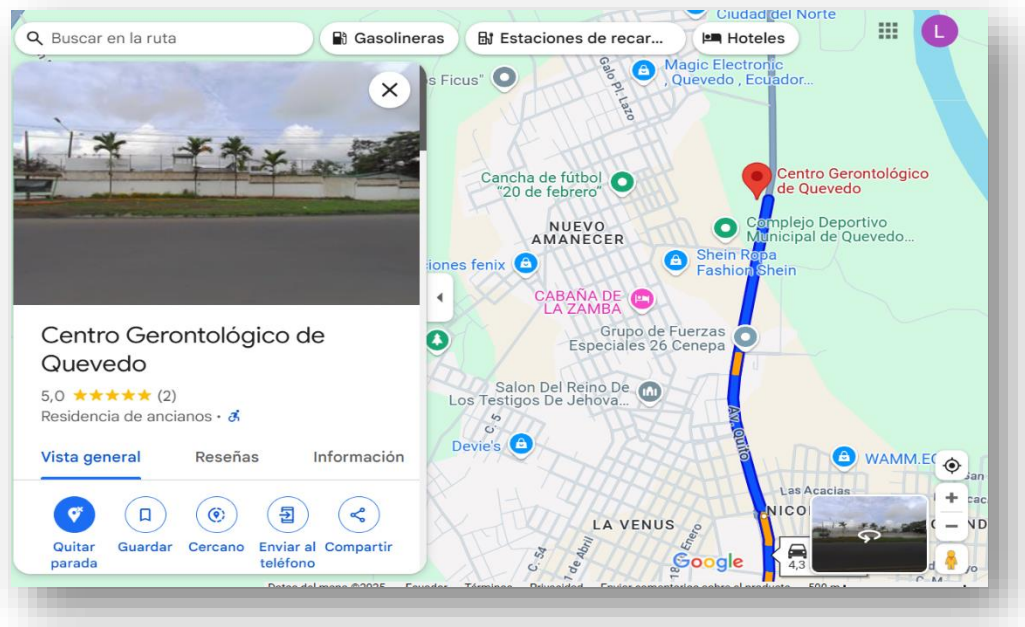 Buscar en la ruta
Gasolineras
Estaciones de recar...
Hoteles
L
Centro Gerontológico de
Quevedo
5,0
(2)
Residencia de ancianos ·
Vista general
Reseñas
Información
Quitar
parada
Guardar
Cercano
Enviar al
teléfono
Compartir
Ciudad del Norte
Magic Electronic
, Quevedo , Ecuador...
s Ficus"
Galo Pl. Lazo
Cancha de fútbol
"20 de febrero"
Centro Gerontológico
de Quevedo
Complejo Deportivo
Municipal de Quevedo...
NUEVO
AMANECER
Shein Ropa
Fashion Shein
iones fenix
CABAÑA DE
LA ZAMBA
Grupo de Fuerzas
Especiales 26 Cenepa
Salon Del Reino De
Los Testigos De Jehova...
C. 5
Devie's
Av. Quito
WAMM.EC
Las Acacias
LA VENUS
NICOL
C. 54
1 de Abril
18 Enero
Google
4,3
Datos del mapa ©2025
Ecuador
Términos
Privacidad
Enviar comentarios sobre el producto
500 m